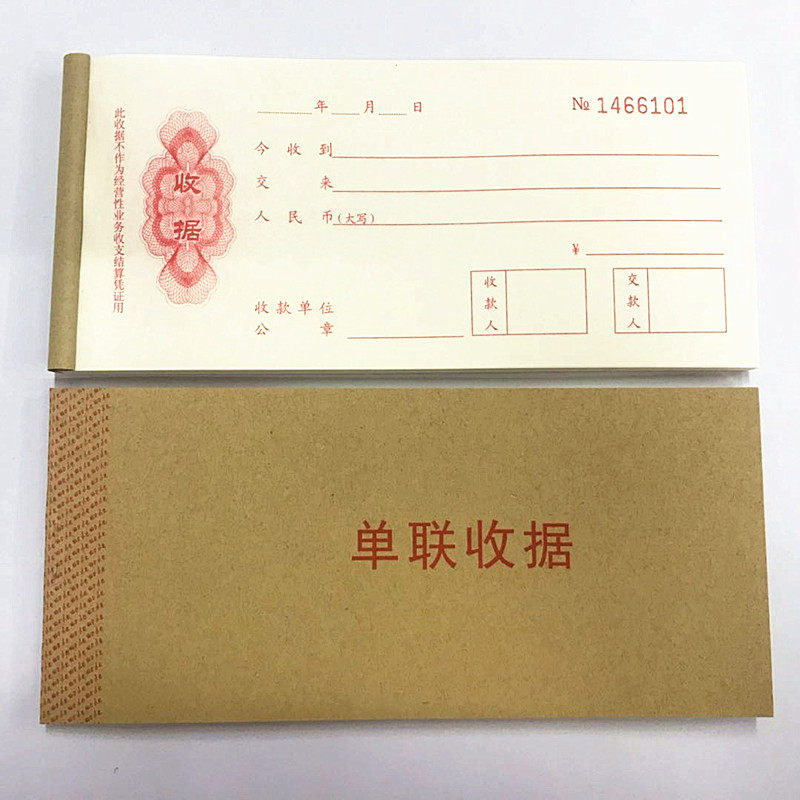 此收据不作为经营性业务收支结算凭证用
收据
年 月 日
№ 1466101
今收到
交来
人民币(大写)
¥
收款单位
公章
收款人
交款人
单联收据